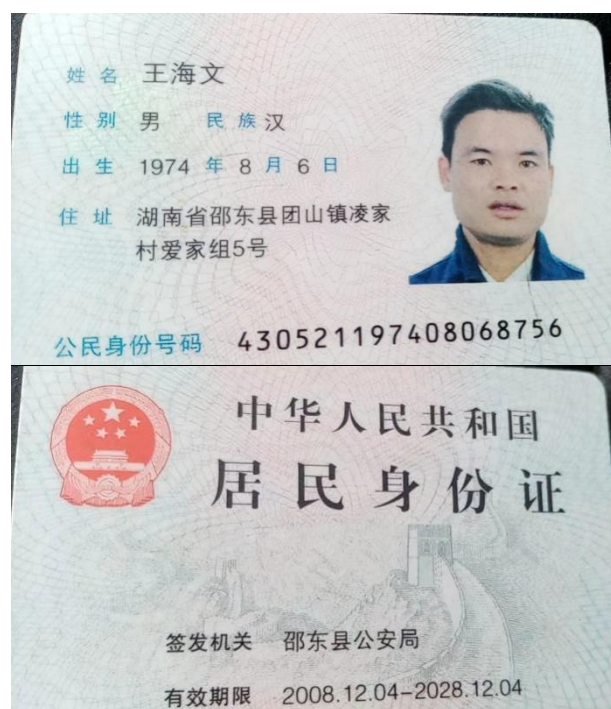 姓名 王海文
性别 男 民族 汉
出生 1974 年 8 月 6 日
住址 湖南省邵东县团山镇凌家
村爱家组5号
公民身份号码 430521197408068756
中华人民共和国
居民身份证
签发机关 邵东县公安局
有效期限 2008.12.04-2028.12.04